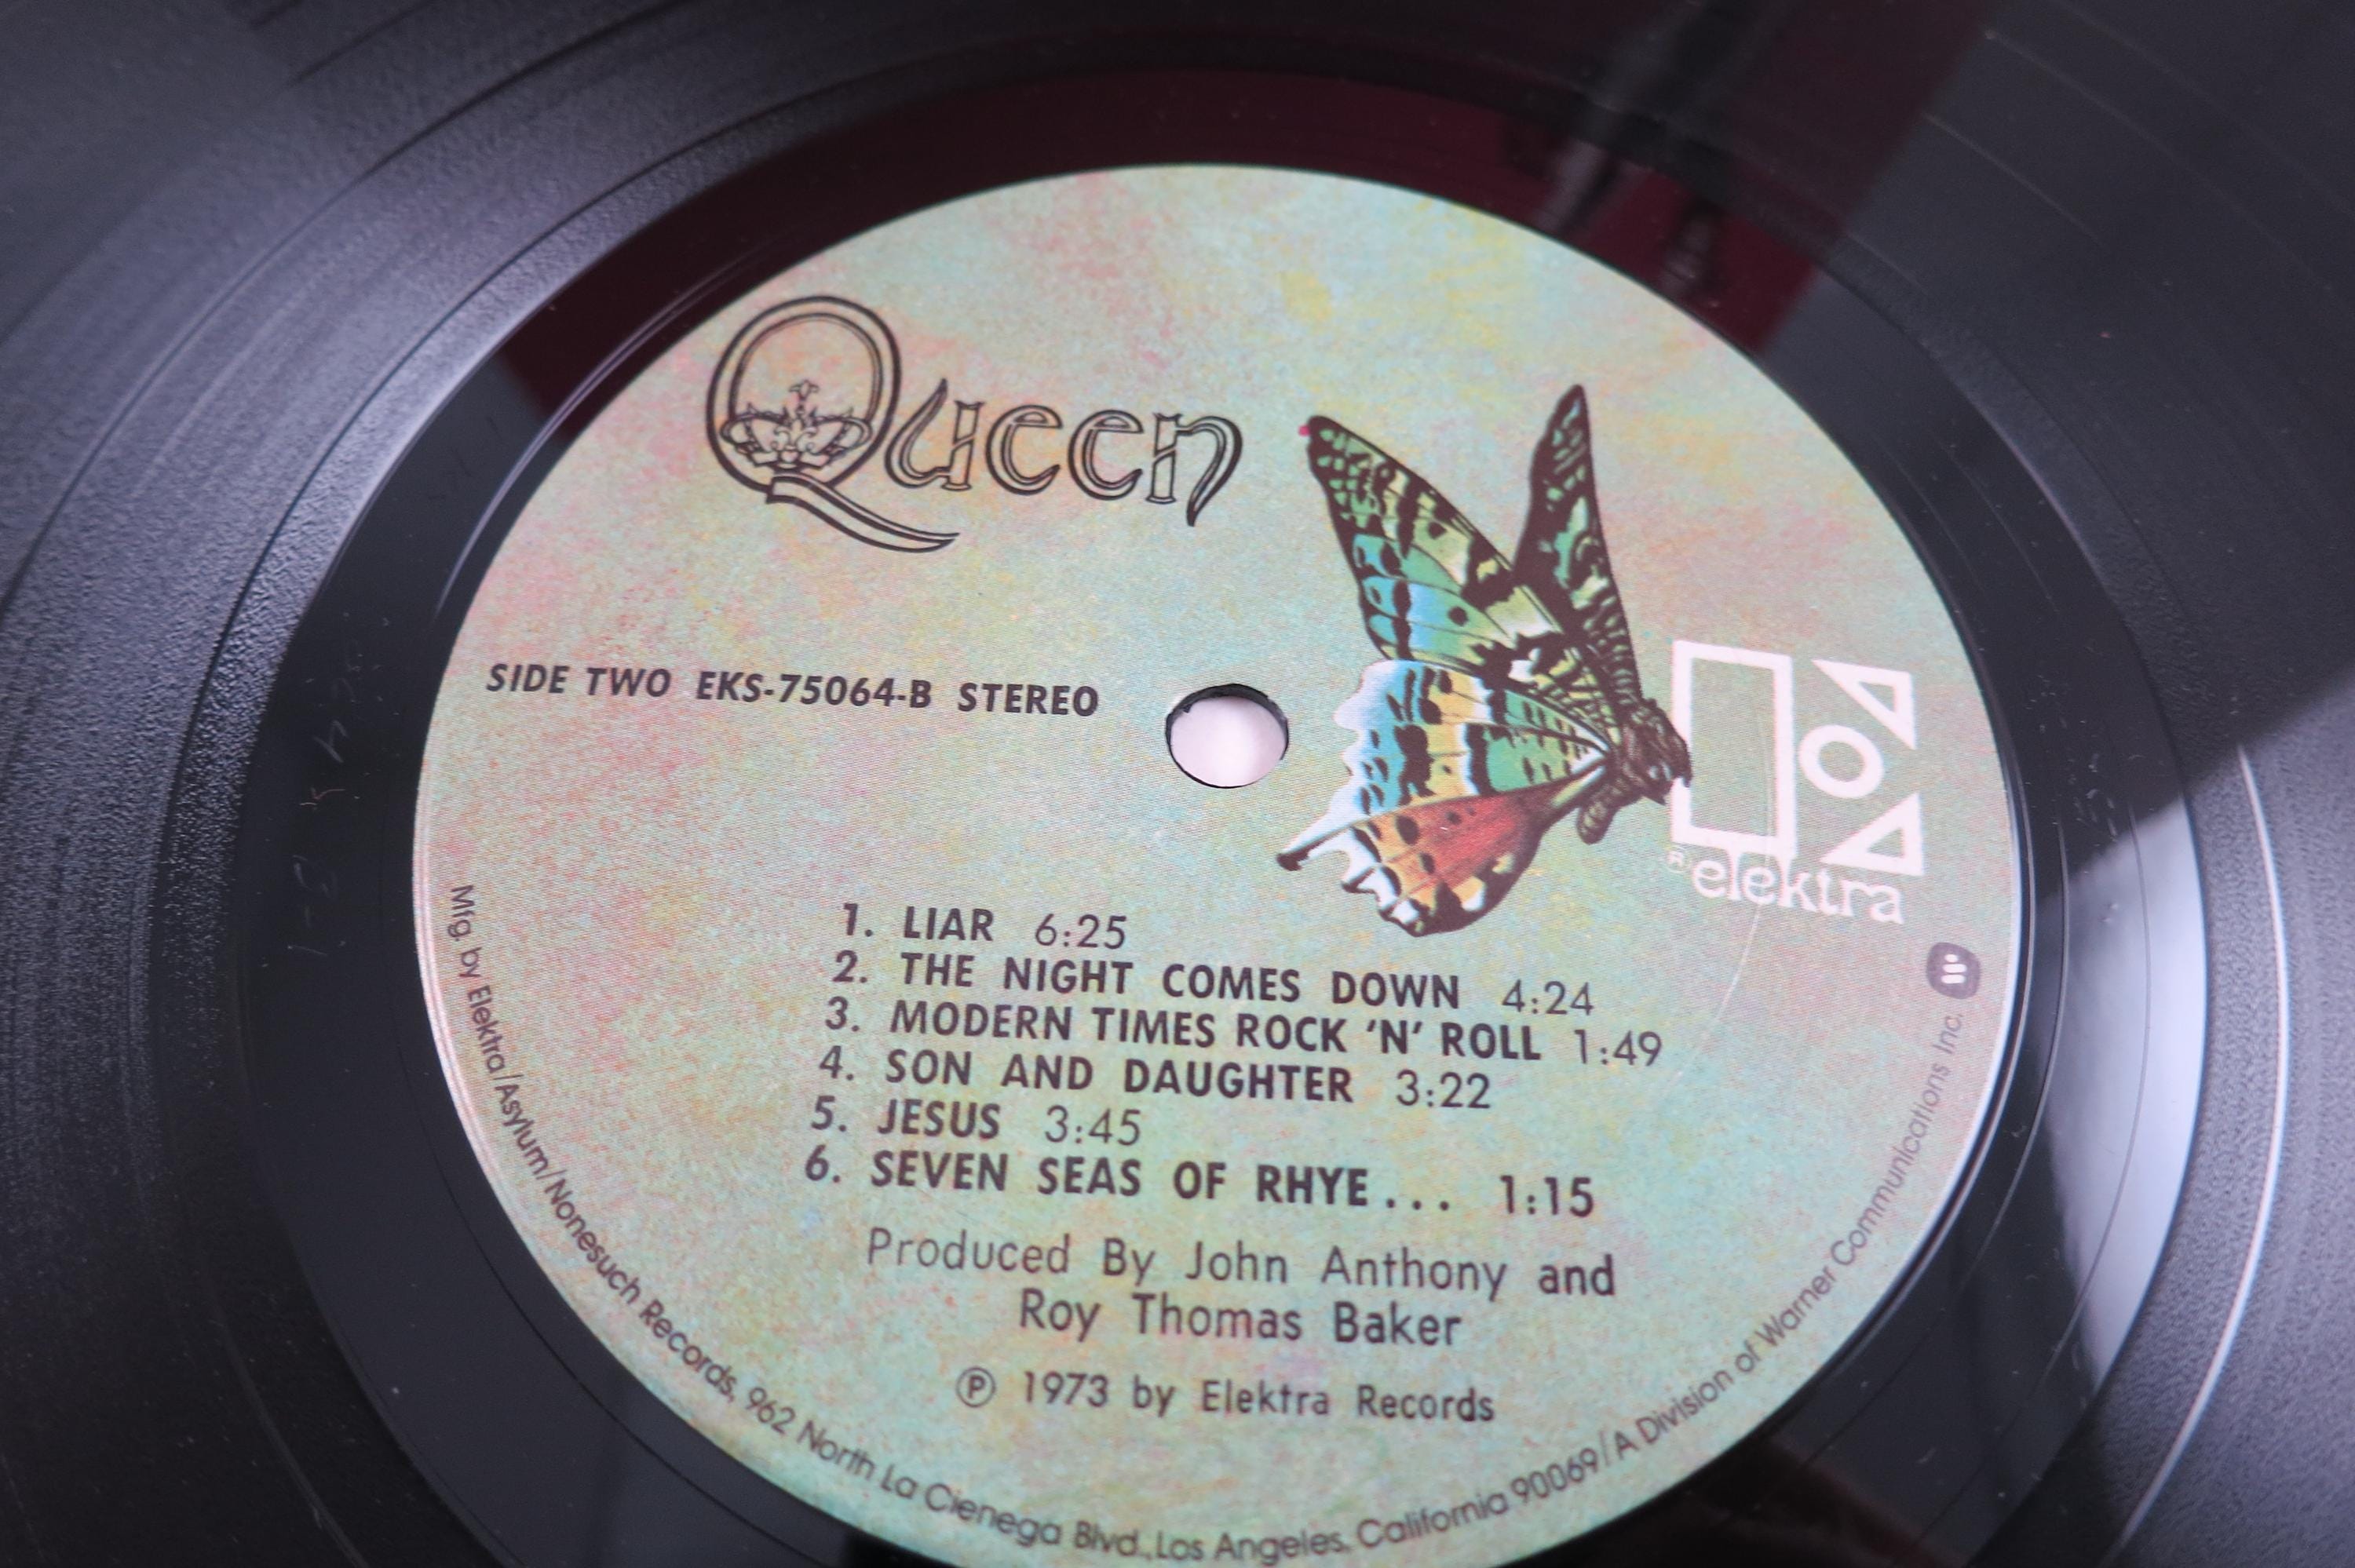 Queen
SIDE TWO EKS-75064-B STEREO
elektra
1. LIAR 6:25
2. THE NIGHT COMES DOWN 4:24
3. MODERN TIMES ROCK 'N' ROLL 1:49
4. SON AND DAUGHTER 3:22
5. JESUS 3:45
6. SEVEN SEAS OF RHYE... 1:15
Produced By John Anthony and
Roy Thomas Baker
℗ 1973 by Elektra Records
Mfg. by Elektra/Asylum/Nonesuch Records, 962 North La Cienega Blvd., Los Angeles, California 90069/A Division of Warner Communications Inc.